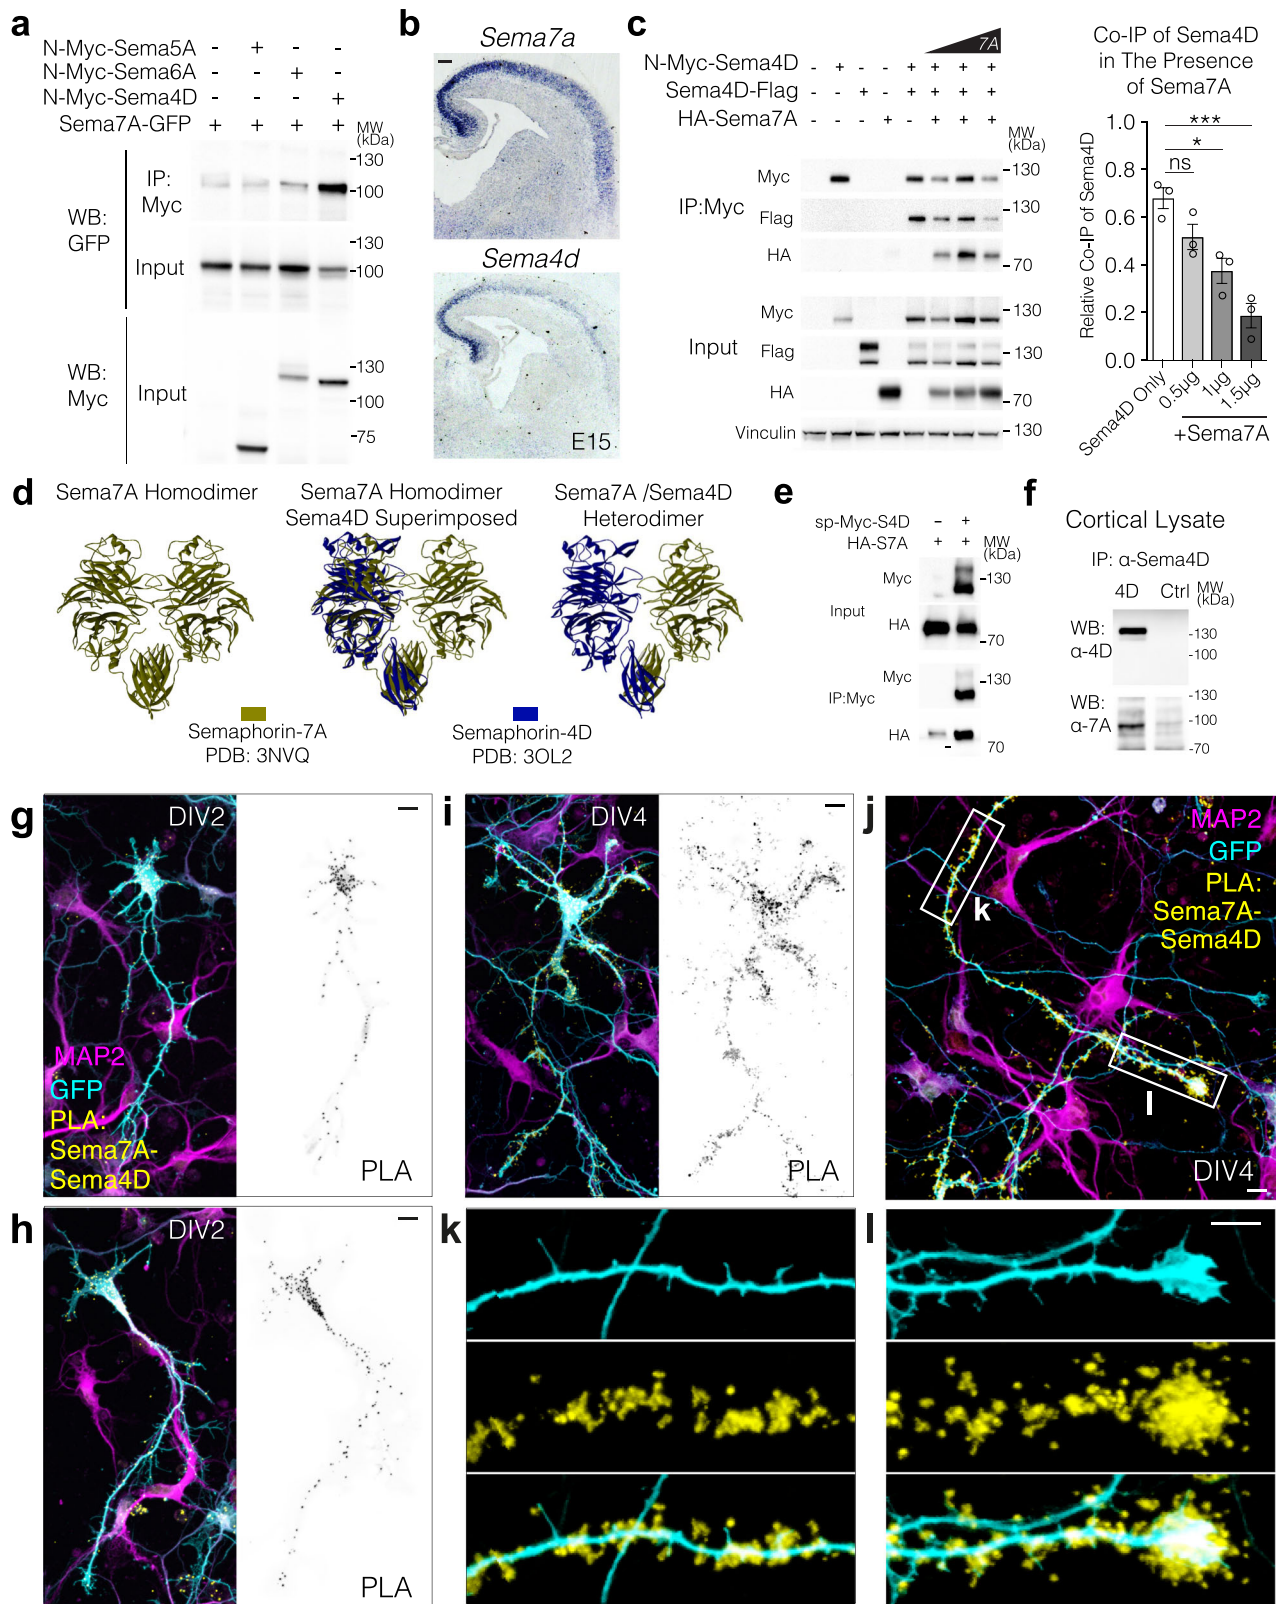 a
N-Myc-Sema5A - + - -
N-Myc-Sema6A - - + -
N-Myc-Sema4D - - - +
Sema7A-GFP + + + +
MW
(kDa)
WB:
GFP
IP:
Myc
-130
-100
Input
-130
-100
WB:
Myc
Input
-130
-100
-75
b
Sema7a
Sema4d
E15
c
7A
N-Myc-Sema4D - + - - + + + +
Sema4D-Flag - - + - + + + +
HA-Sema7A - - - + - + + +
MW
(kDa)
IP:Myc
Myc
-130
Flag
-130
HA
-70
Input
Myc
-130
Flag
-130
HA
-70
Vinculin
-130
Co-IP of Sema4D
in The Presence
of Sema7A
Relative Co-IP of Sema4D
1.0
0.8
0.6
0.4
0.2
0.0
***
*
ns
Sema4D Only
0.5µg
1µg
1.5µg
+Sema7A
d
Sema7A Homodimer
Sema7A Homodimer
Sema4D Superimposed
Sema7A /Sema4D
Heterodimer
Semaphorin-7A
PDB: 3NVQ
Semaphorin-4D
PDB: 3OL2
e
sp-Myc-S4D - +
HA-S7A + +
MW
(kDa)
Input
Myc
-130
HA
-70
IP:Myc
Myc
-130
HA
70
f
Cortical Lysate
IP: α-Sema4D
4D Ctrl
MW
(kDa)
WB:
α-4D
-130
-100
WB:
α-7A
-130
-100
-70
g
DIV2
MAP2
GFP
PLA:
Sema7A-
Sema4D
PLA
h
DIV2
PLA
i
DIV4
PLA
j
MAP2
GFP
PLA:
Sema7A-
Sema4D
k
l
DIV4
k
l